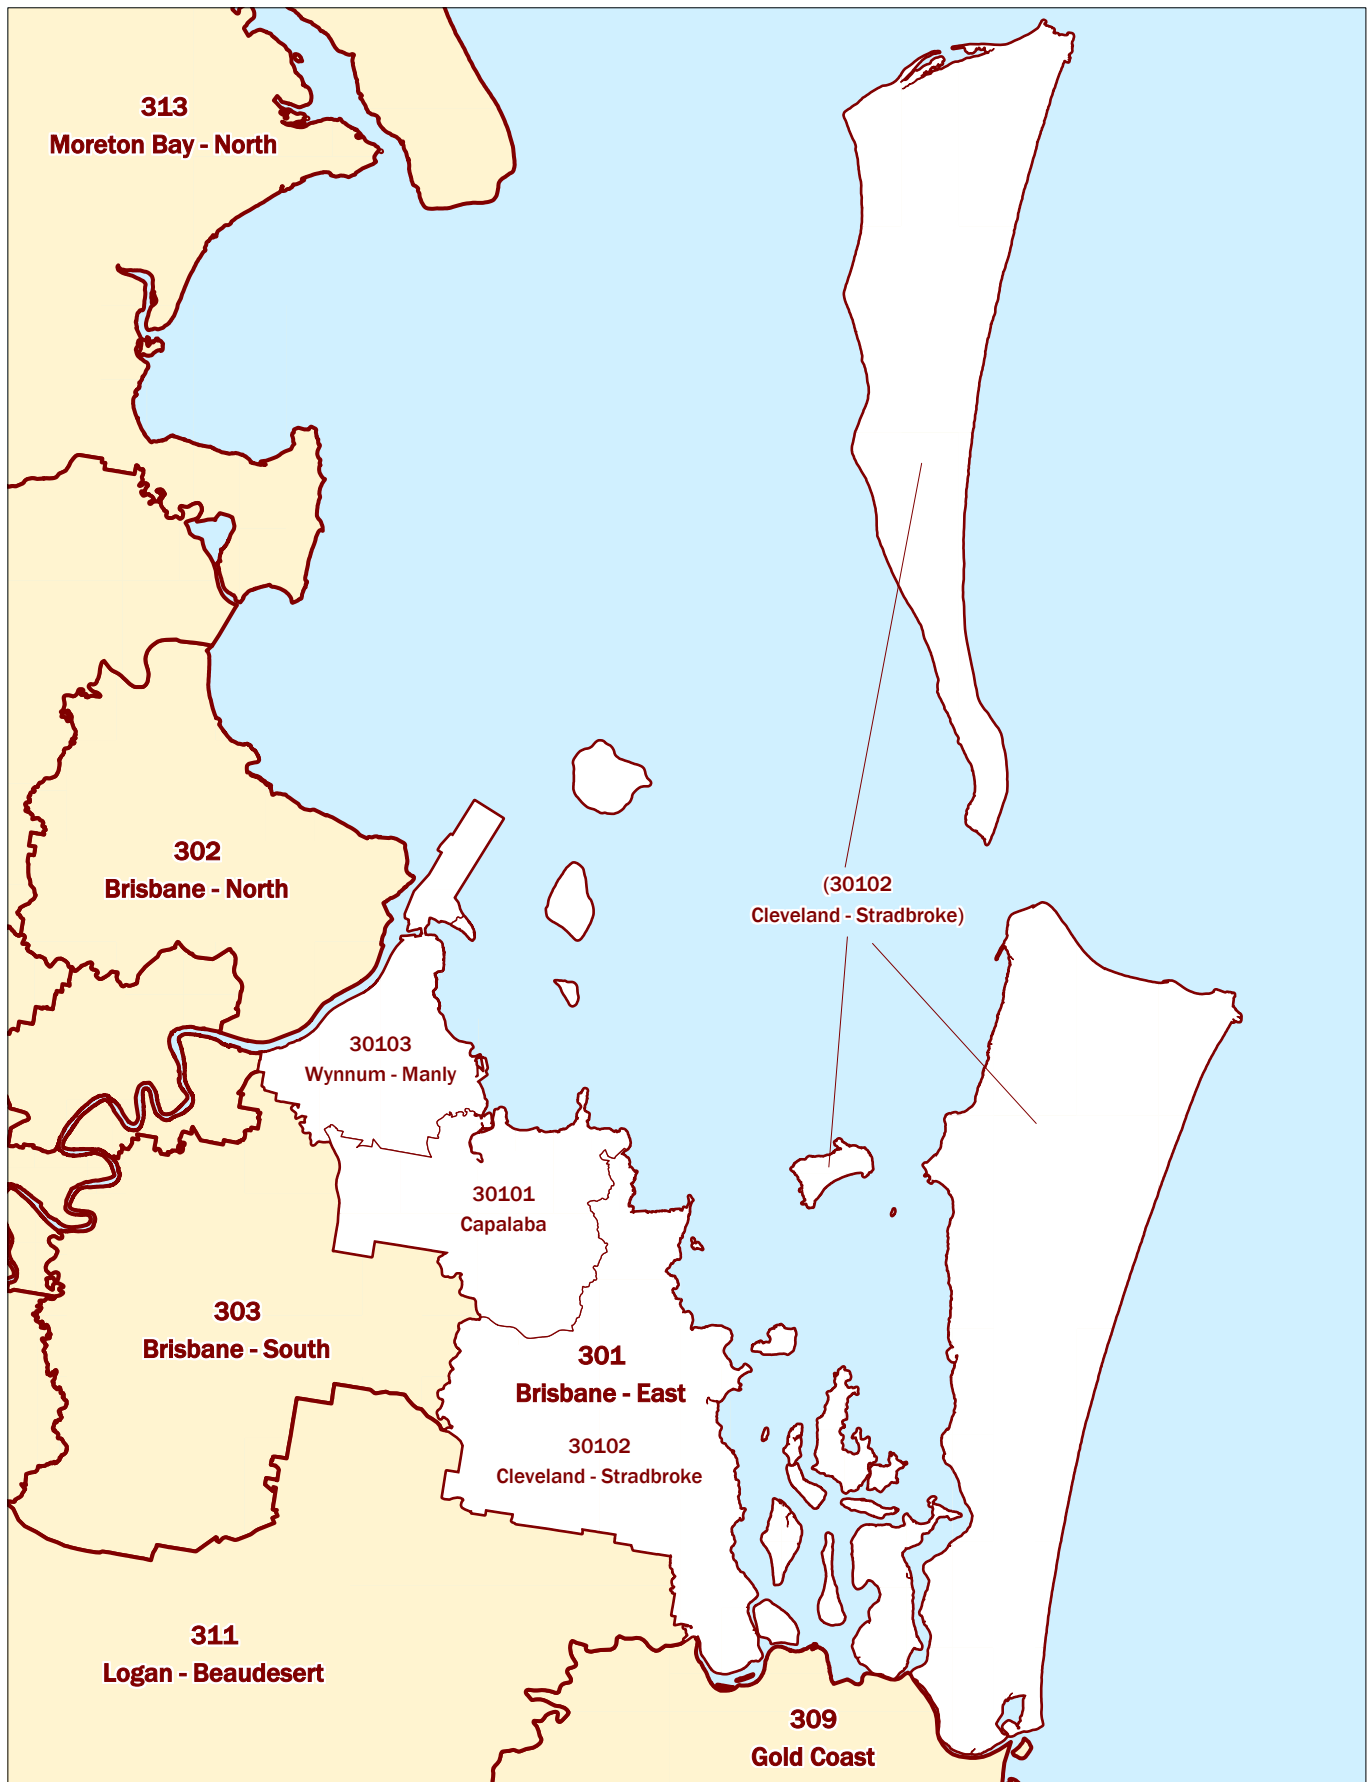 313
Moreton Bay - North
302
Brisbane - North
(30102
Cleveland - Stradbroke)
30103
Wynnum - Manly
30101
Capalaba
303
Brisbane - South
301
Brisbane - East
30102
Cleveland - Stradbroke
311
Logan - Beaudesert
309
Gold Coast